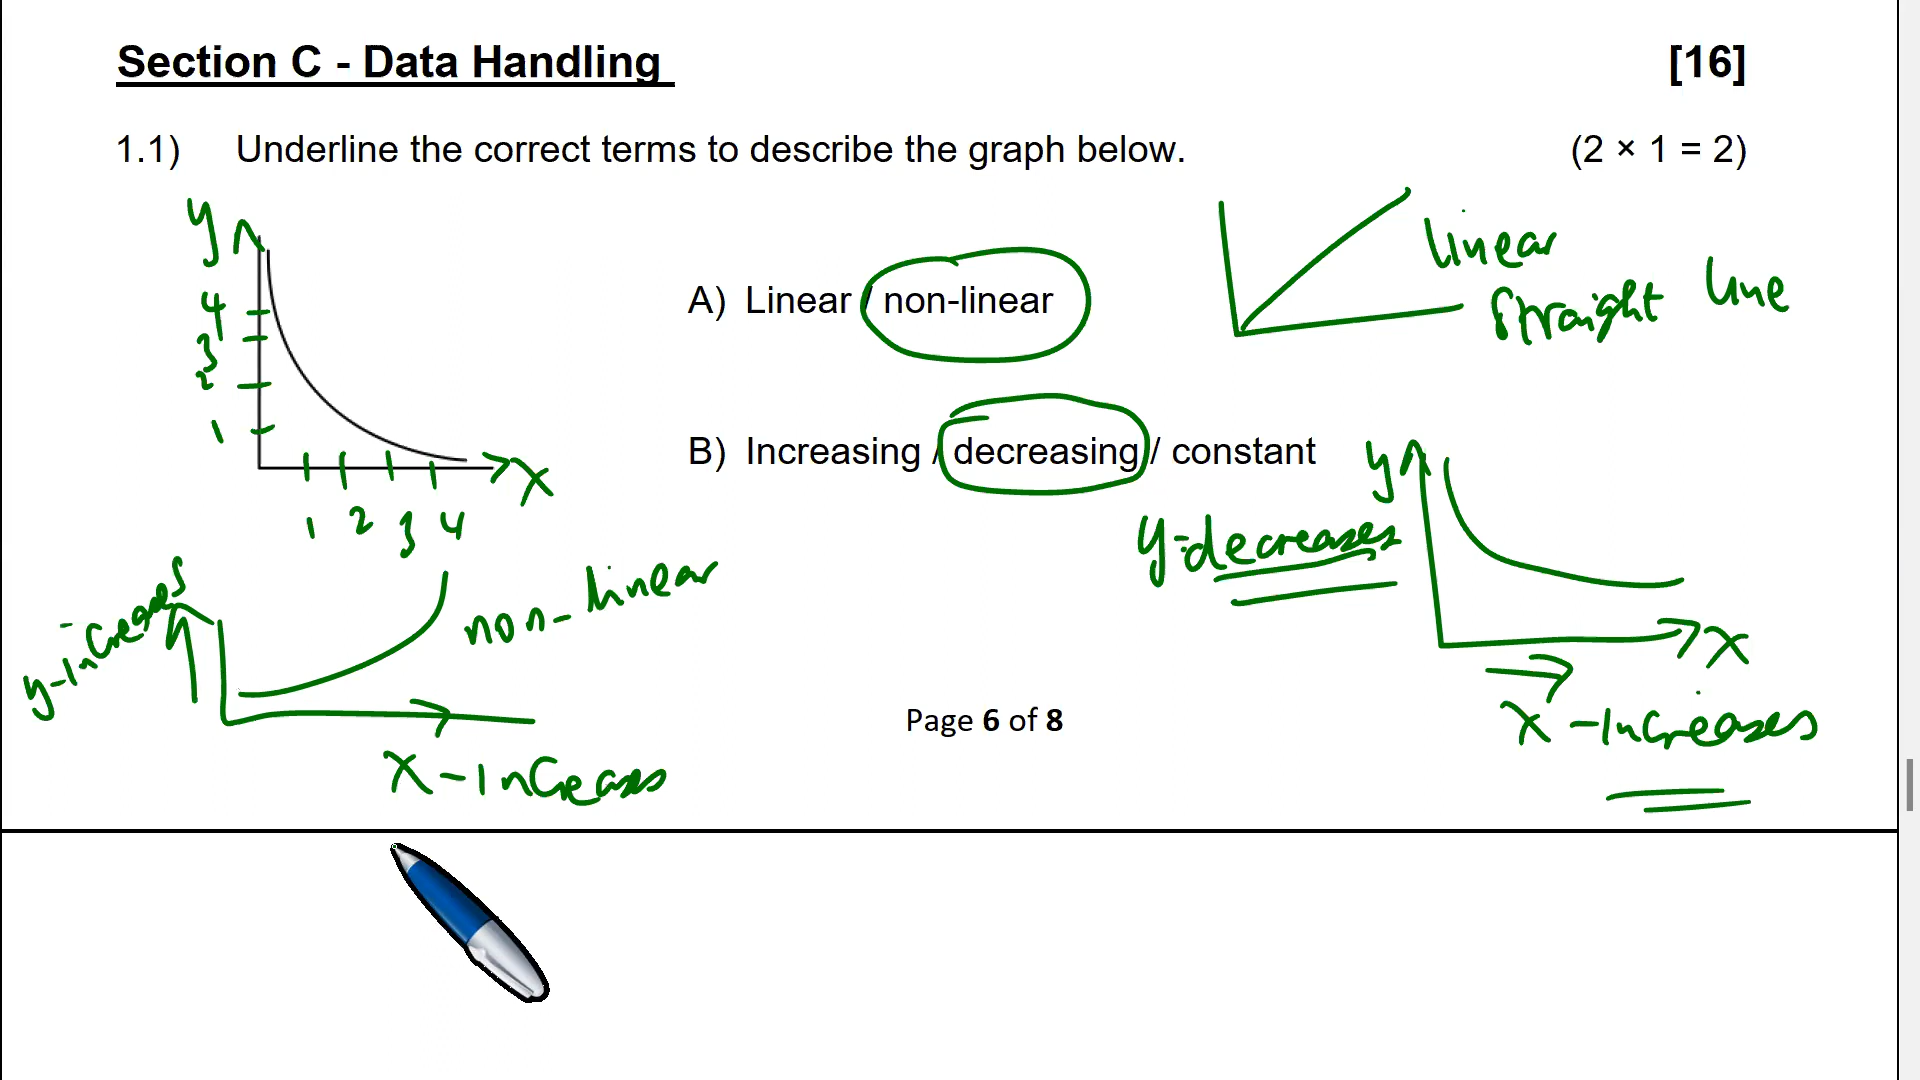 Section C - Data Handling [16]
1.1) Underline the correct terms to describe the graph below. (2 × 1 = 2)
y
4
3
2
1
x
1 2 3 4
A) Linear / non-linear
Linear
Straight Line
B) Increasing / decreasing / constant
y
y-decreases
x
x-Increases
y-Increases
non-linear
x-Increases
Page 6 of 8